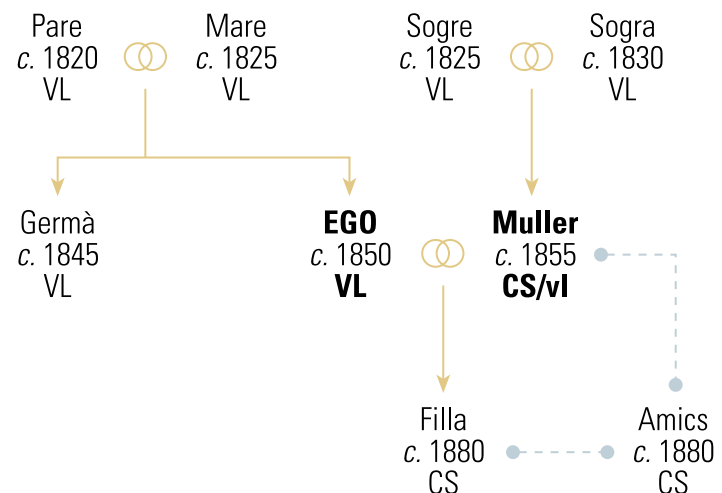 Pare
c. 1820
VL
Mare
c. 1825
VL
Sogre
c. 1825
VL
Sogra
c. 1830
VL
Germà
c. 1845
VL
EGO
c. 1850
VL
Muller
c. 1855
CS/vl
Filla
c. 1880
CS
Amics
c. 1880
CS